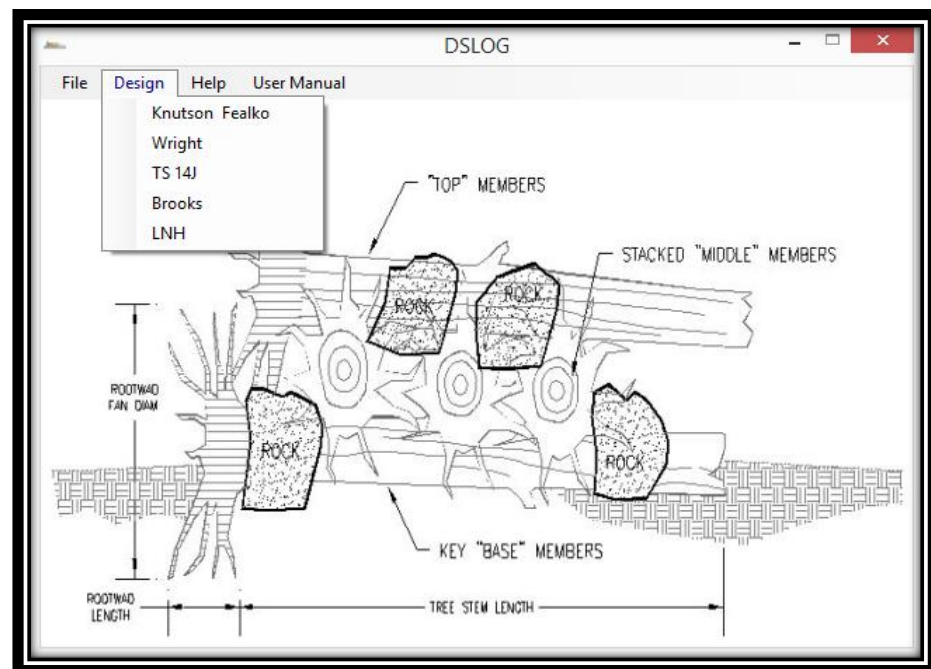 DSLOG
File Design Help User Manual
Knutson Fealko
Wright
TS 14J
Brooks
LNH
"TOP" MEMBERS
STACKED "MIDDLE" MEMBERS
ROCK
ROCK
ROOTWAD
FAN DIAM
ROCK
ROCK
KEY "BASE" MEMBERS
ROOTWAD
LENGTH
TREE STEM LENGTH